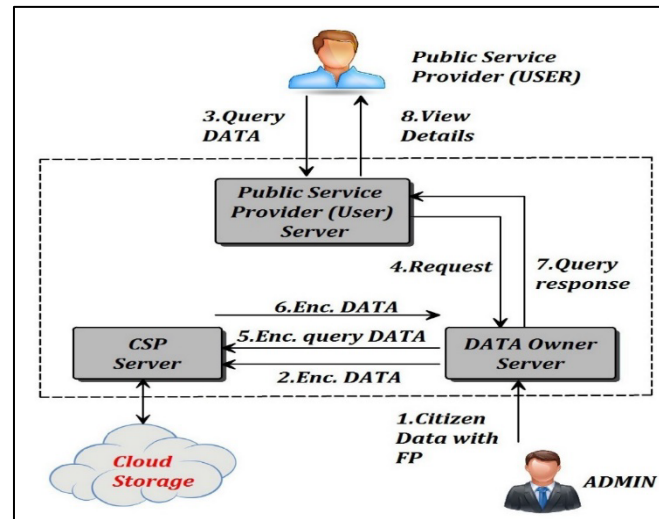 Public Service
Provider (USER)
3.Query
DATA
8.View
Details
Public Service
Provider (User)
Server
4.Request
7.Query
response
6.Enc. DATA
5.Enc. query DATA
2.Enc. DATA
CSP
Server
DATA Owner
Server
1.Citizen
Data with
FP
Cloud
Storage
ADMIN